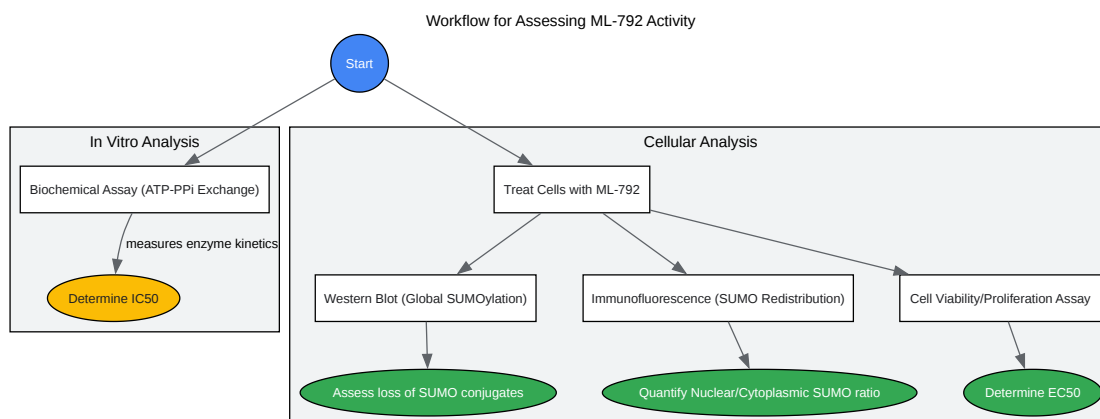 Workflow for Assessing ML-792 Activity
Start
In Vitro Analysis
Cellular Analysis
Biochemical Assay (ATP-PPi Exchange)
Treat Cells with ML-792
measures enzyme kinetics
Determine IC50
Western Blot (Global SUMOylation)
Immunofluorescence (SUMO Redistribution)
Cell Viability/Proliferation Assay
Assess loss of SUMO conjugates
Quantify Nuclear/Cytoplasmic SUMO ratio
Determine EC50